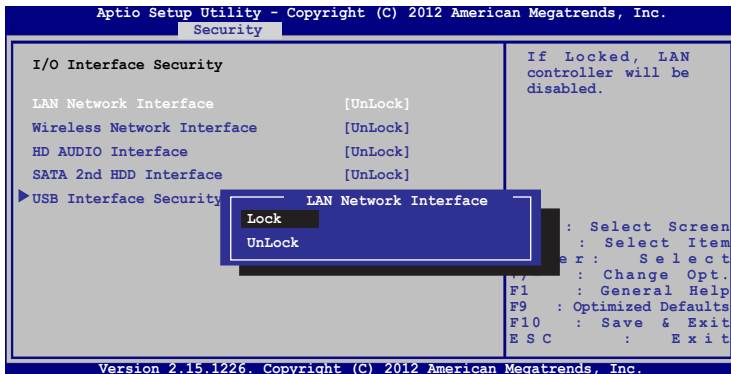 Aptio Setup Utility - Copyright (C) 2012 American Megatrends, Inc.
Security
I/O Interface Security
LAN Network Interface [UnLock]
Wireless Network Interface [UnLock]
HD AUDIO Interface [UnLock]
SATA 2nd HDD Interface [UnLock]
USB Interface Security
LAN Network Interface
Lock
UnLock
If Locked, LAN
controller will be
disabled.
: Select Screen
: Select Item
er: Select
: Change Opt.
F1 : General Help
F9 : Optimized Defaults
F10 : Save & Exit
ESC : Exit
Version 2.15.1226. Copyright (C) 2012 American Megatrends, Inc.